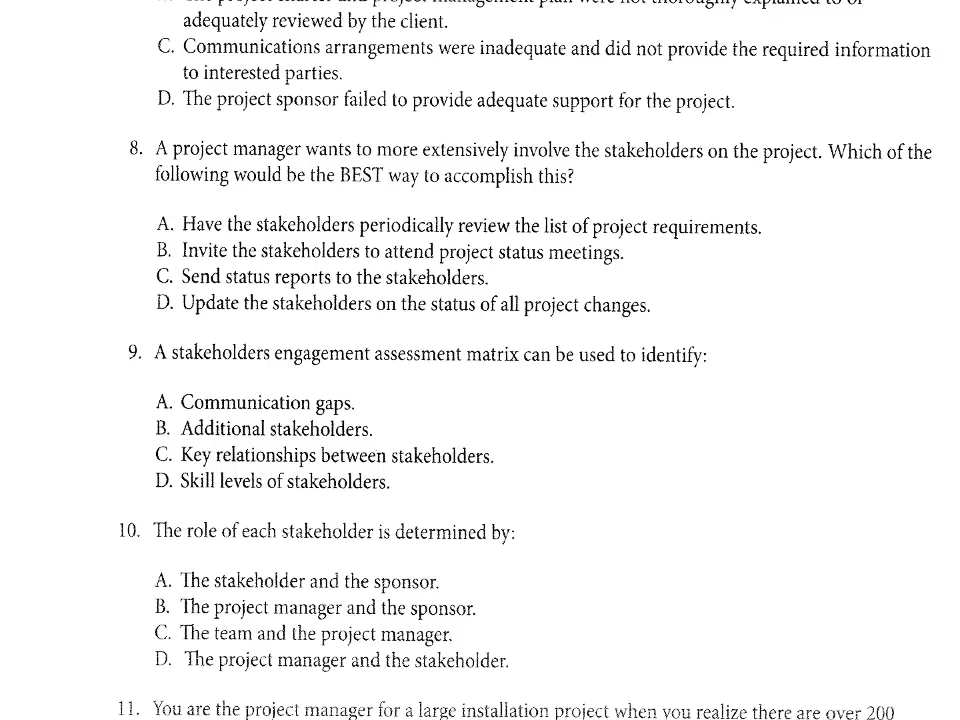 adequately reviewed by the client.
C. Communications arrangements were inadequate and did not provide the required information
to interested parties.
D. The project sponsor failed to provide adequate support for the project.
8. A project manager wants to more extensively involve the stakeholders on the project. Which of the
following would be the BEST way to accomplish this?
A. Have the stakeholders periodically review the list of project requirements.
B. Invite the stakeholders to attend project status meetings.
C. Send status reports to the stakeholders.
D. Update the stakeholders on the status of all project changes.
9. A stakeholders engagement assessment matrix can be used to identify:
A. Communication gaps.
B. Additional stakeholders.
C. Key relationships between stakeholders.
D. Skill levels of stakeholders.
10. The role of each stakeholder is determined by:
A. The stakeholder and the sponsor.
B. The project manager and the sponsor.
C. The team and the project manager.
D. The project manager and the stakeholder.
11. You are the project manager for a large installation project when you realize there are over 200